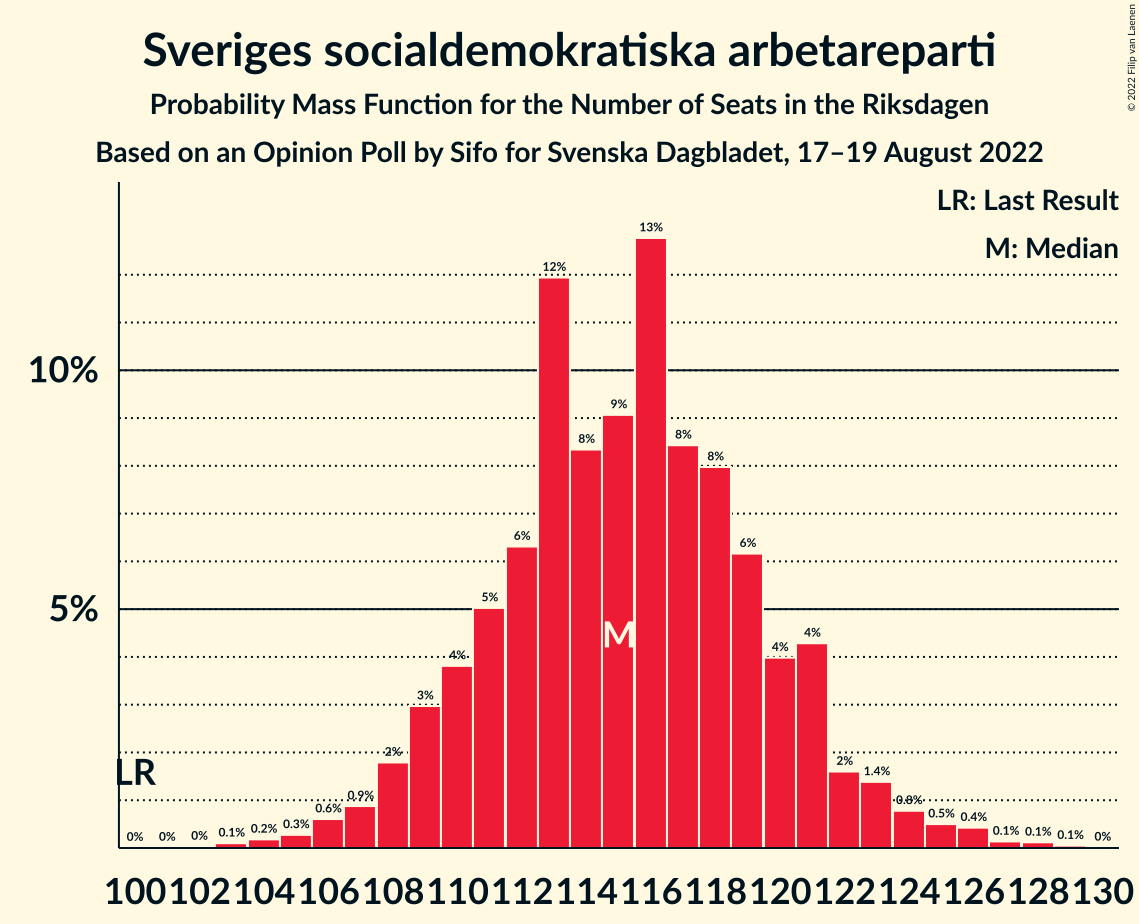 Sveriges socialdemokratiska arbetareparti
Probability Mass Function for the Number of Seats in the Riksdagen
Based on an Opinion Poll by Sifo for Svenska Dagbladet, 17–19 August 2022
© 2022 Filip van Laenen
LR: Last Result
M: Median
10%
5%
0% 0% 0% 0.1% 0.2% 0.3% 0.6% 0.9% 2% 3% 4% 5% 6% 12% 8% 9% 13% 8% 8% 6% 4% 4% 2% 1.4% 0.8% 0.5% 0.4% 0.1% 0.1% 0.1% 0%
M
LR
100 102 104 106 108 110 112 114 116 118 120 122 124 126 128 130